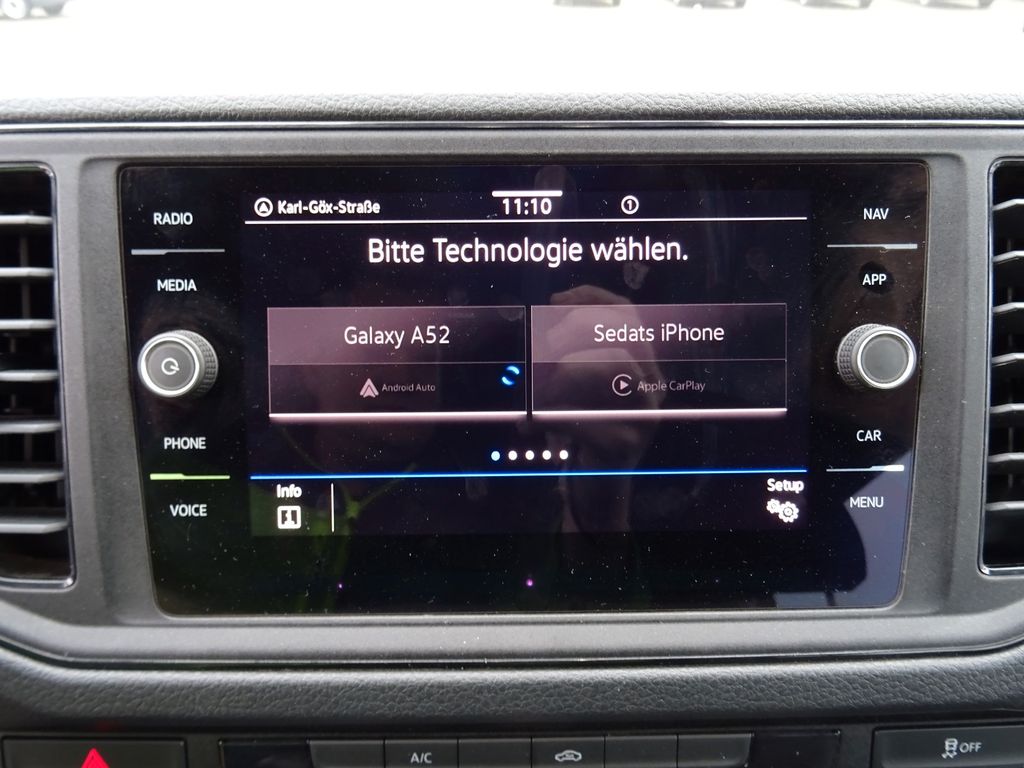 RADIO
MEDIA
PHONE
VOICE
Karl-Göx-Straße
11:10
1
Bitte Technologie wählen.
Galaxy A52
Android Auto
Sedats iPhone
Apple CarPlay
Info
Setup
NAV
APP
CAR
MENU
A/C
OFF